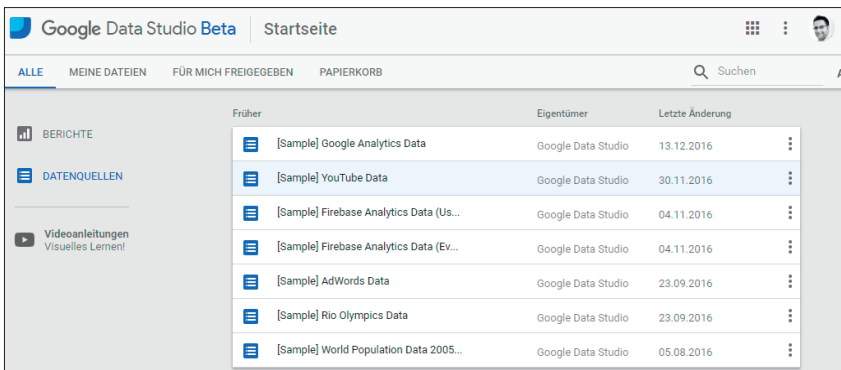 Google Data Studio Beta Startseite
ALLE MEINE DATEIEN FÜR MICH FREIGEGEBEN PAPIERKORB Suchen
Früher Eigentümer Letzte Änderung
BERICHTE
DATENQUELLEN
Videoanleitungen
Visuelles Lernen!
[Sample] Google Analytics Data Google Data Studio 13.12.2016
[Sample] YouTube Data Google Data Studio 30.11.2016
[Sample] Firebase Analytics Data (Us... Google Data Studio 04.11.2016
[Sample] Firebase Analytics Data (Ev... Google Data Studio 04.11.2016
[Sample] AdWords Data Google Data Studio 23.09.2016
[Sample] Rio Olympics Data Google Data Studio 23.09.2016
[Sample] World Population Data 2005... Google Data Studio 05.08.2016